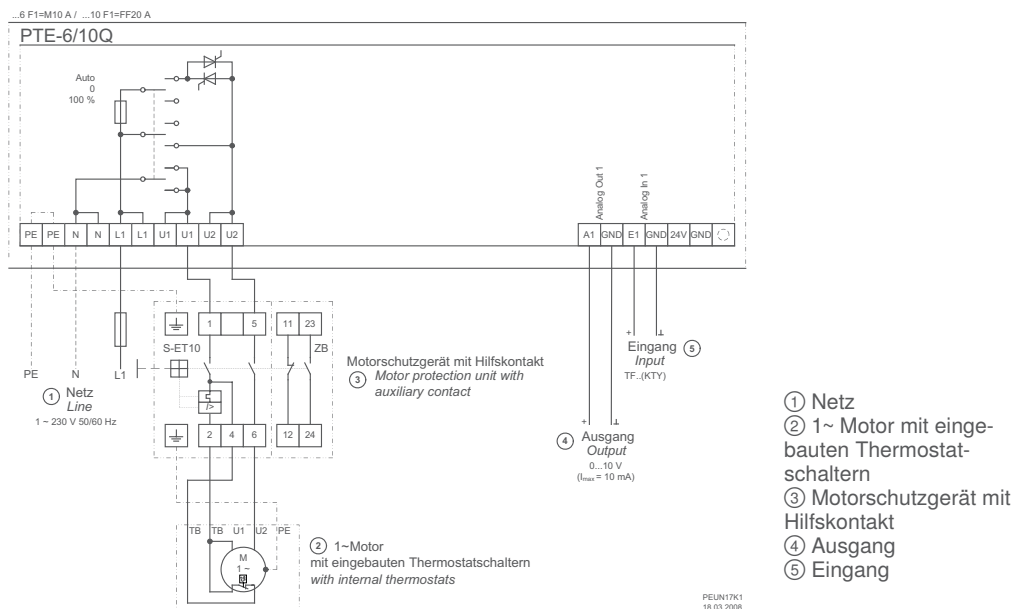 ...6 F1=M10 A / ...10 F1=FF20 A
PTE-6/10Q
Auto
0
100 %
Analog Out 1
Analog In 1
PE PE N N L1 L1 U1 U1 U2 U2
A1 GND E1 GND 24V GND
1 5 11 23
S-ET10
ZB
I>
2 4 6 12 24
PE N L1
① Netz
Line
1 ~ 230 V 50/60 Hz
Motorschutzgerät mit Hilfskontakt
③ Motor protection unit with
auxiliary contact
+ ⊥
Eingang ⑤
Input
TF..(KTY)
+ ⊥
④ Ausgang
Output
0...10 V
(Imax = 10 mA)
TB TB U1 U2 PE
M
1 ~
② 1~Motor
mit eingebauten Thermostatschaltern
with internal thermostats
PEUN17K1
18.03.2008
① Netz
② 1~ Motor mit einge-
bauten Thermostat-
schaltern
③ Motorschutzgerät mit
Hilfskontakt
④ Ausgang
⑤ Eingang